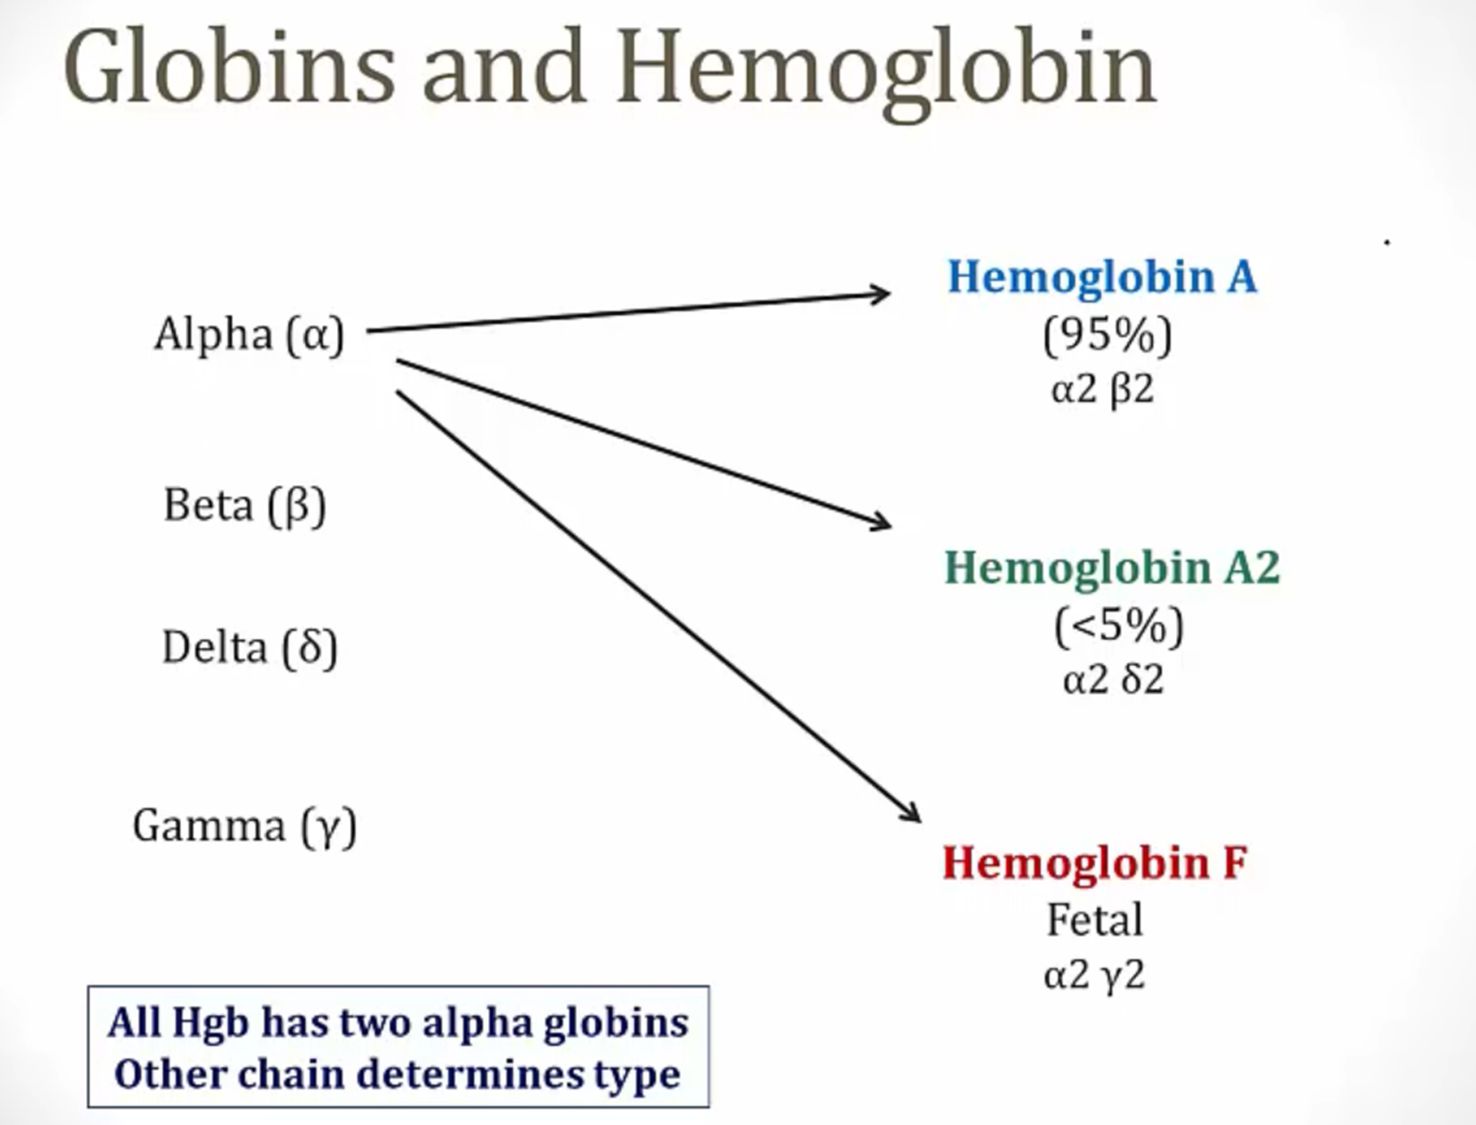 Globins and Hemoglobin
Alpha (α)
Beta (β)
Delta (δ)
Gamma (γ)
Hemoglobin A
(95%)
α2 β2
Hemoglobin A2
(<5%)
α2 δ2
Hemoglobin F
Fetal
α2 γ2
All Hgb has two alpha globins
Other chain determines type